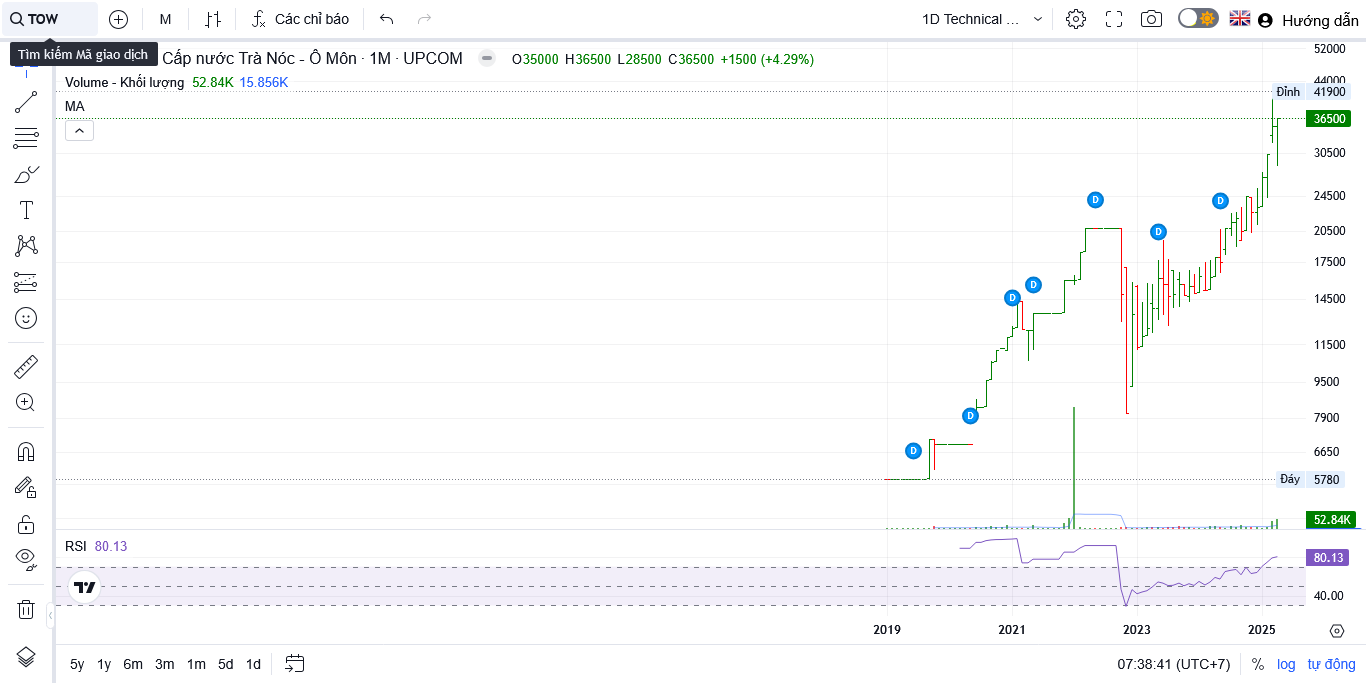 TOW
M
Các chỉ báo
1D Technical ...
Hướng dẫn
Tìm kiếm Mã giao dịch
Cấp nước Trà Nóc - Ô Môn · 1M · UPCOM
O35000 H36500 L28500 C36500 +1500 (+4.29%)
Volume - Khối lượng 52.84K 15.856K
MA
52000
44000
Đỉnh 41900
36500
30500
24500
20500
17500
14500
11500
9500
7900
6650
Đáy 5780
52.84K
D
D
D
D
D
D
D
RSI 80.13
80.13
40.00
2019 2021 2023 2025
5y 1y 6m 3m 1m 5d 1d
07:38:41 (UTC+7) % log tự động